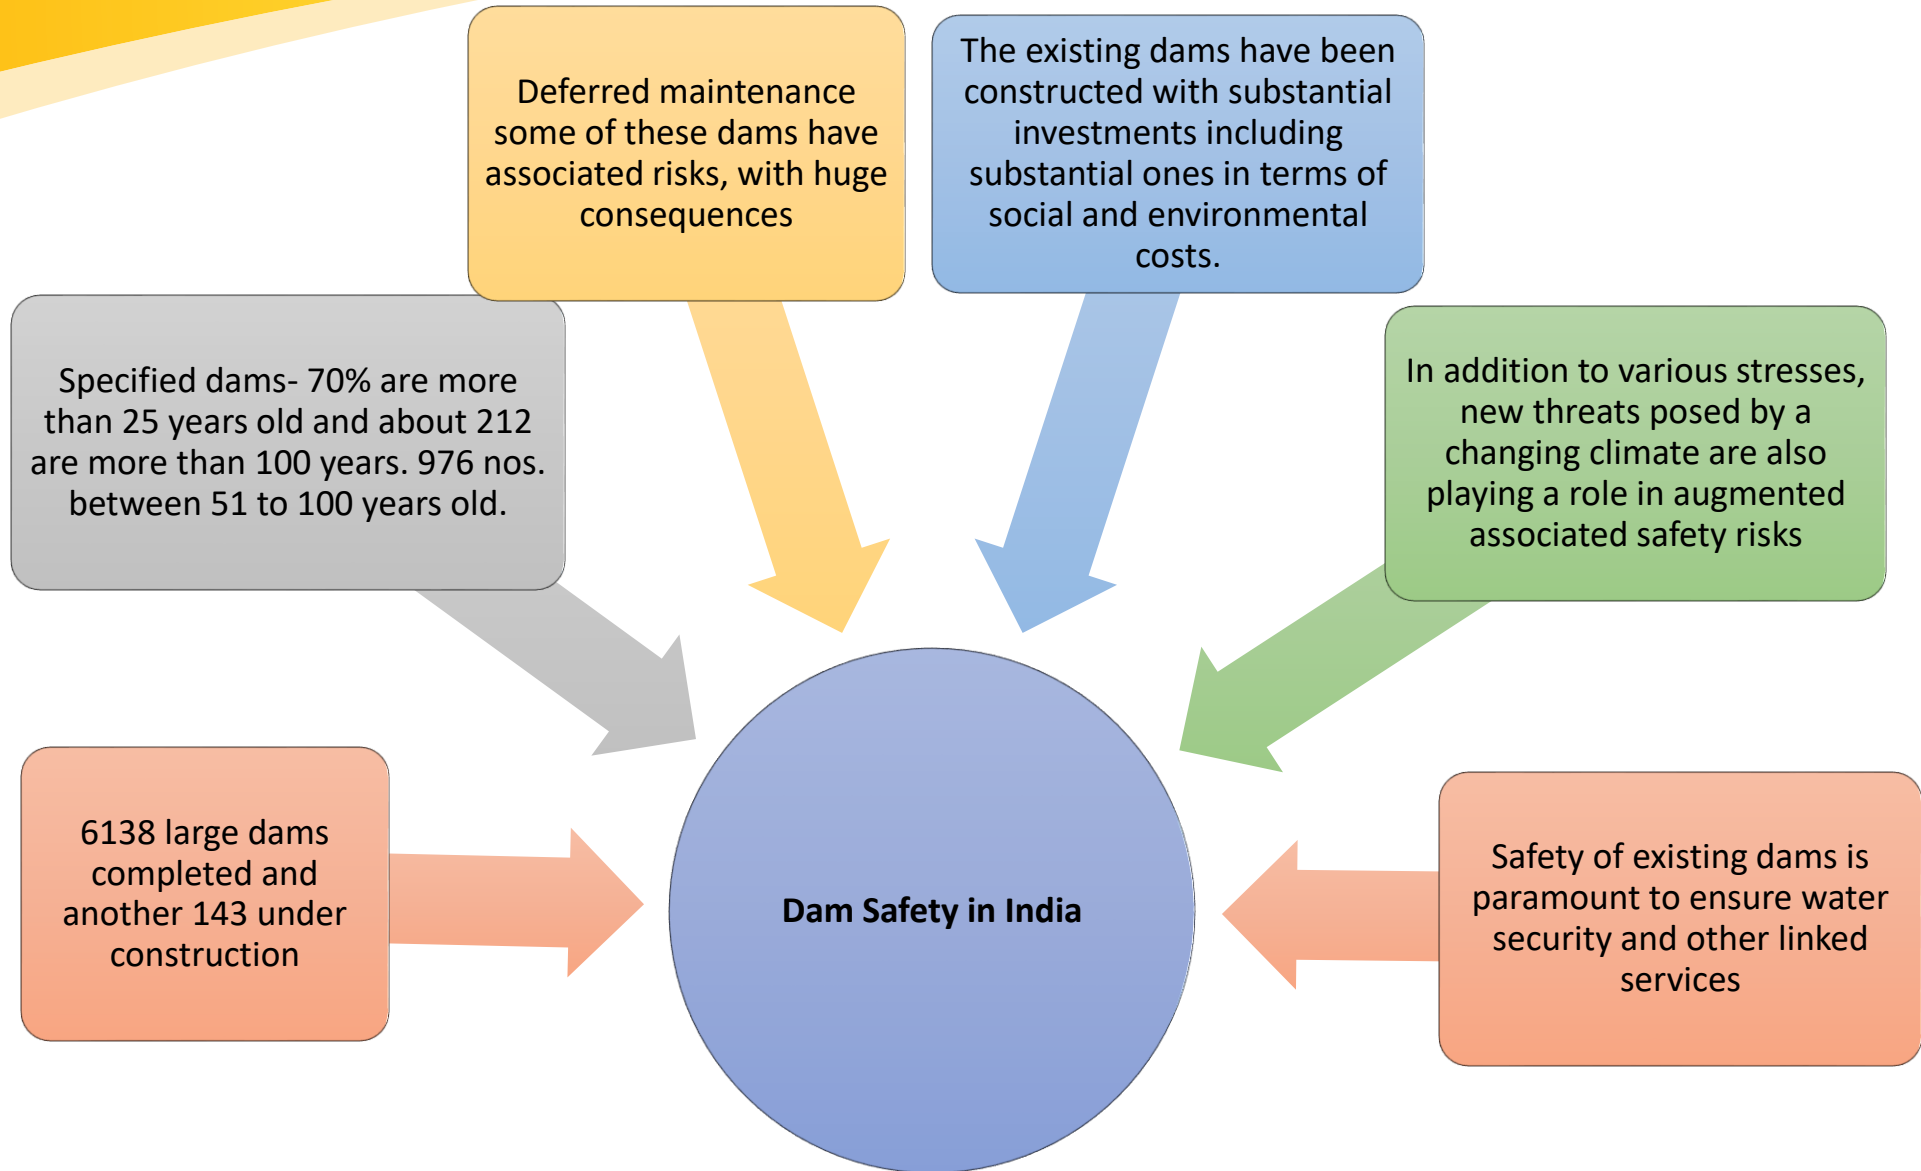 Deferred maintenance
some of these dams have
associated risks, with huge
consequences
The existing dams have been
constructed with substantial
investments including
substantial ones in terms of
social and environmental
costs.
Specified dams- 70% are more
than 25 years old and about 212
are more than 100 years. 976 nos.
between 51 to 100 years old.
In addition to various stresses,
new threats posed by a
changing climate are also
playing a role in augmented
associated safety risks
6138 large dams
completed and
another 143 under
construction
Dam Safety in India
Safety of existing dams is
paramount to ensure water
security and other linked
services